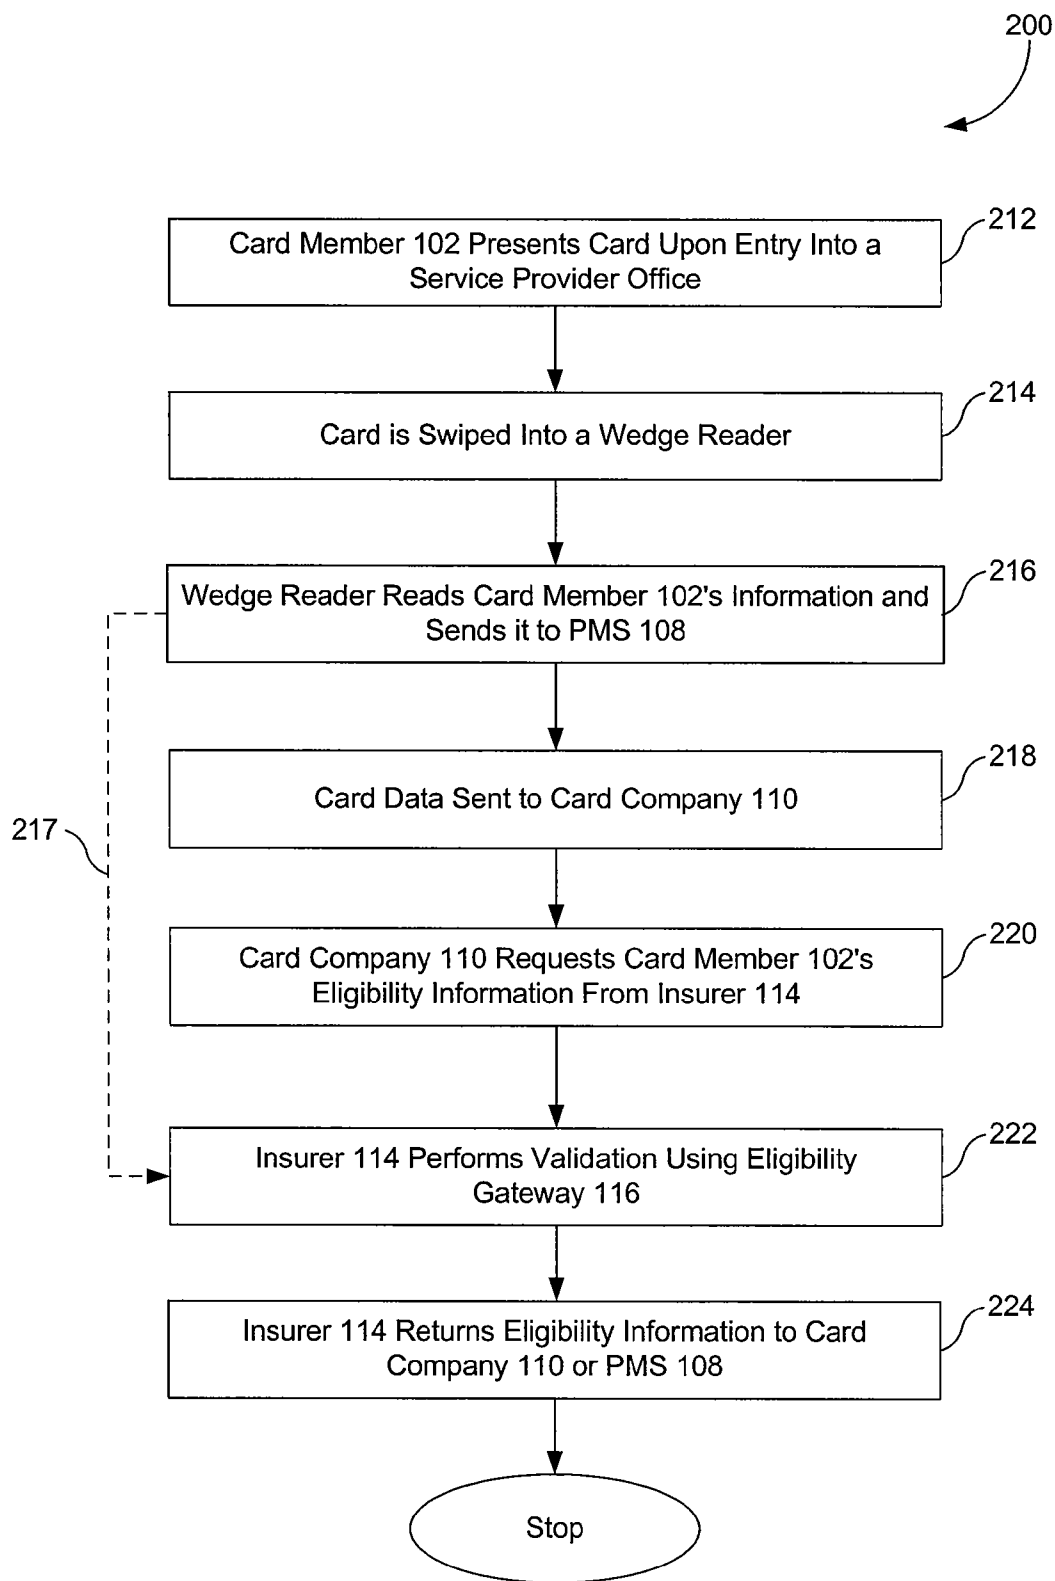 200
212
Card Member 102 Presents Card Upon Entry Into a
Service Provider Office
214
Card is Swiped Into a Wedge Reader
216
Wedge Reader Reads Card Member 102's Information and
Sends it to PMS 108
218
Card Data Sent to Card Company 110
217
220
Card Company 110 Requests Card Member 102's
Eligibility Information From Insurer 114
222
Insurer 114 Performs Validation Using Eligibility
Gateway 116
224
Insurer 114 Returns Eligibility Information to Card
Company 110 or PMS 108
Stop